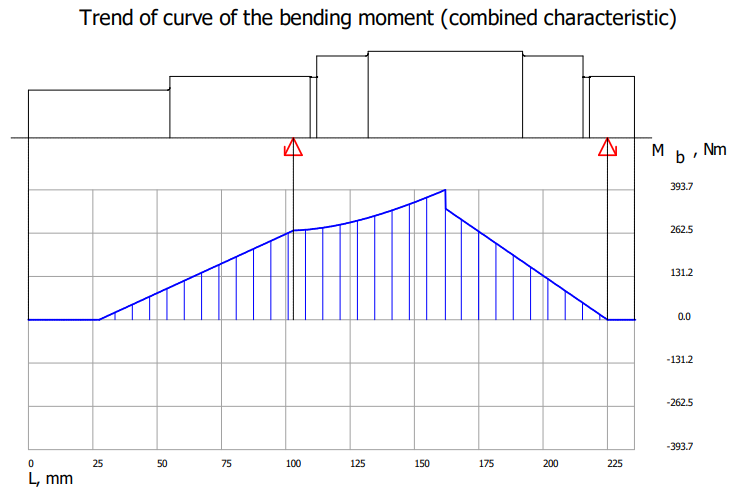 Trend of curve of the bending moment (combined characteristic)
M b , Nm
393.7
262.5
131.2
0.0
-131.2
-262.5
-393.7
0 25 50 75 100 125 150 175 200 225
L, mm